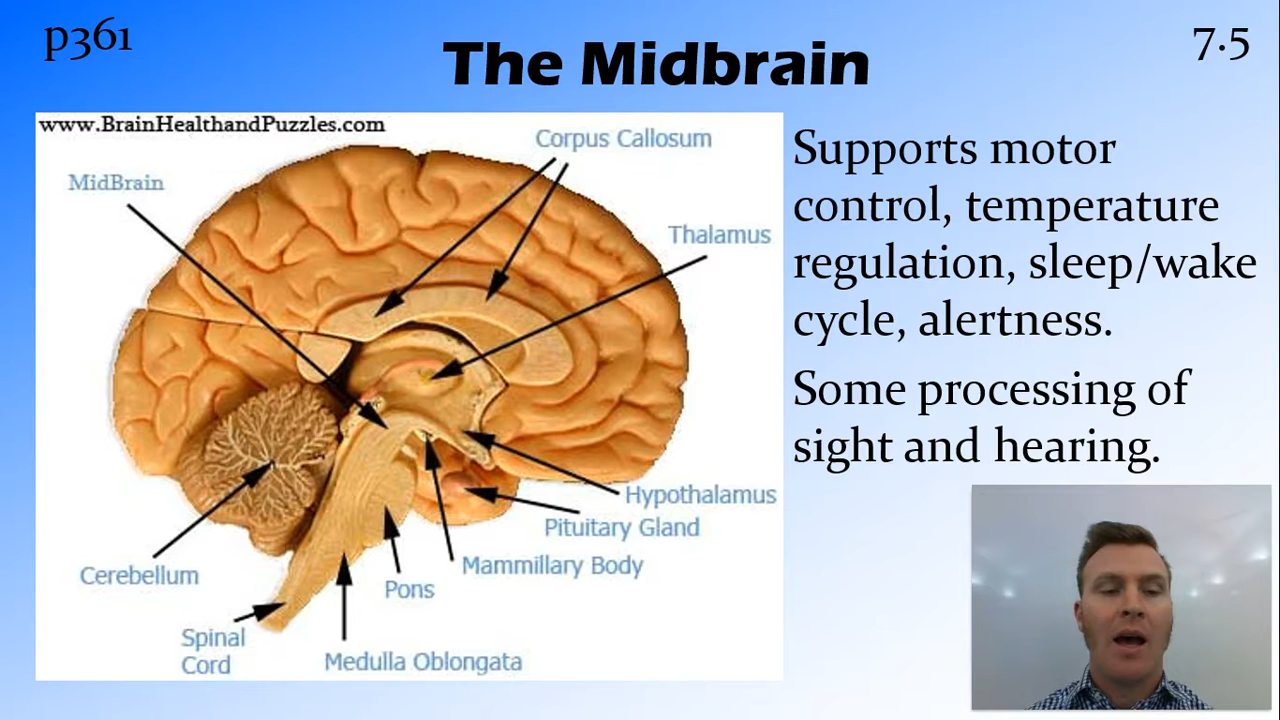 p361
The Midbrain
7.5
www.BrainHealthandPuzzles.com
Corpus Callosum
MidBrain
Thalamus
Hypothalamus
Pituitary Gland
Mammillary Body
Cerebellum
Pons
Spinal
Cord
Medulla Oblongata
Supports motor
control, temperature
regulation, sleep/wake
cycle, alertness.
Some processing of
sight and hearing.